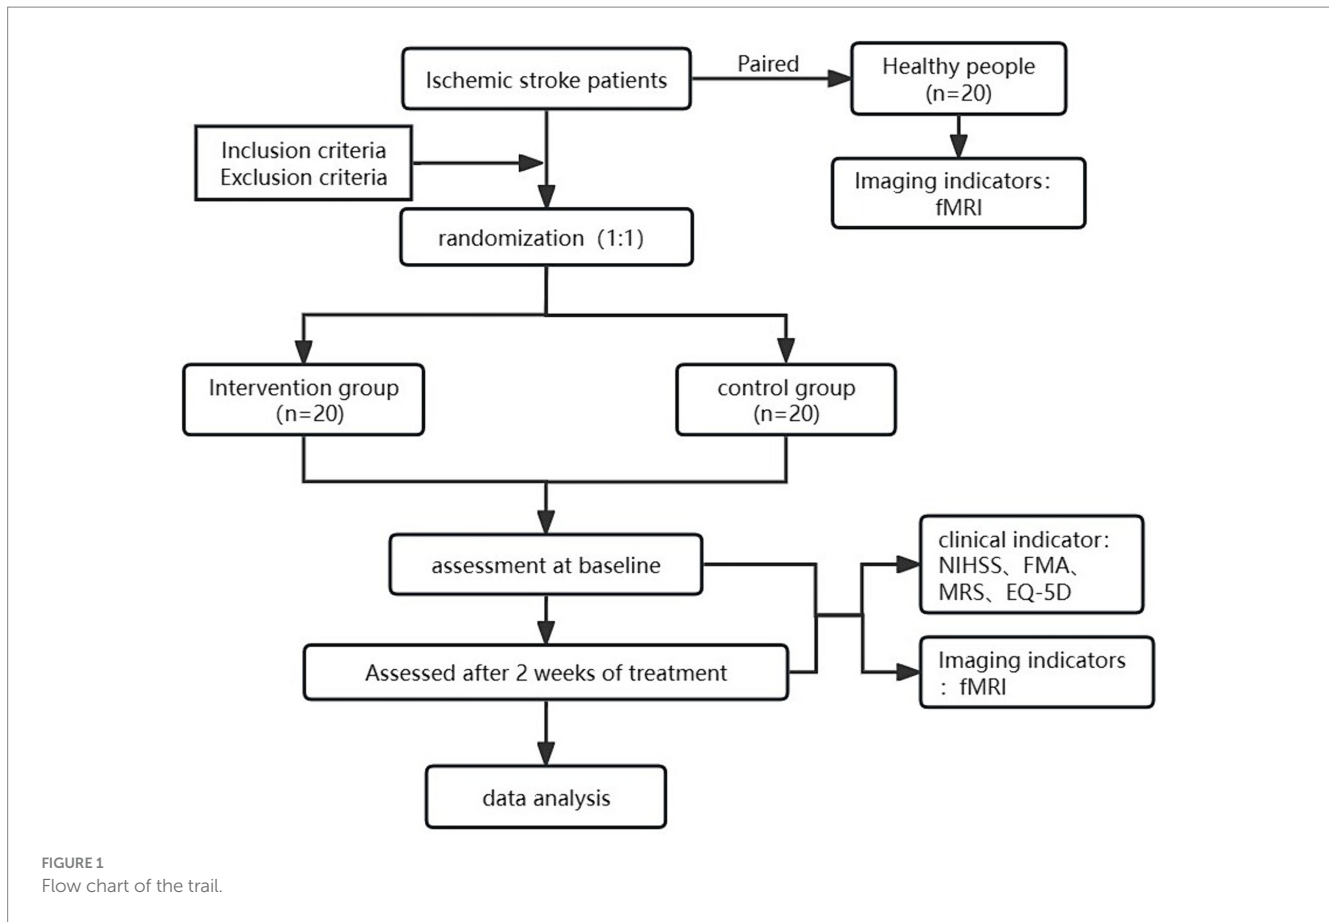 Ischemic stroke patients
Paired
Healthy people
(n=20)
Inclusion criteria
Exclusion criteria
Imaging indicators：
fMRI
randomization（1:1）
Intervention group
（n=20）
control group
(n=20)
assessment at baseline
clinical indicator：
NIHSS、FMA、
MRS、EQ-5D
Assessed after 2 weeks of treatment
Imaging indicators
：fMRI
data analysis
FIGURE 1
Flow chart of the trail.